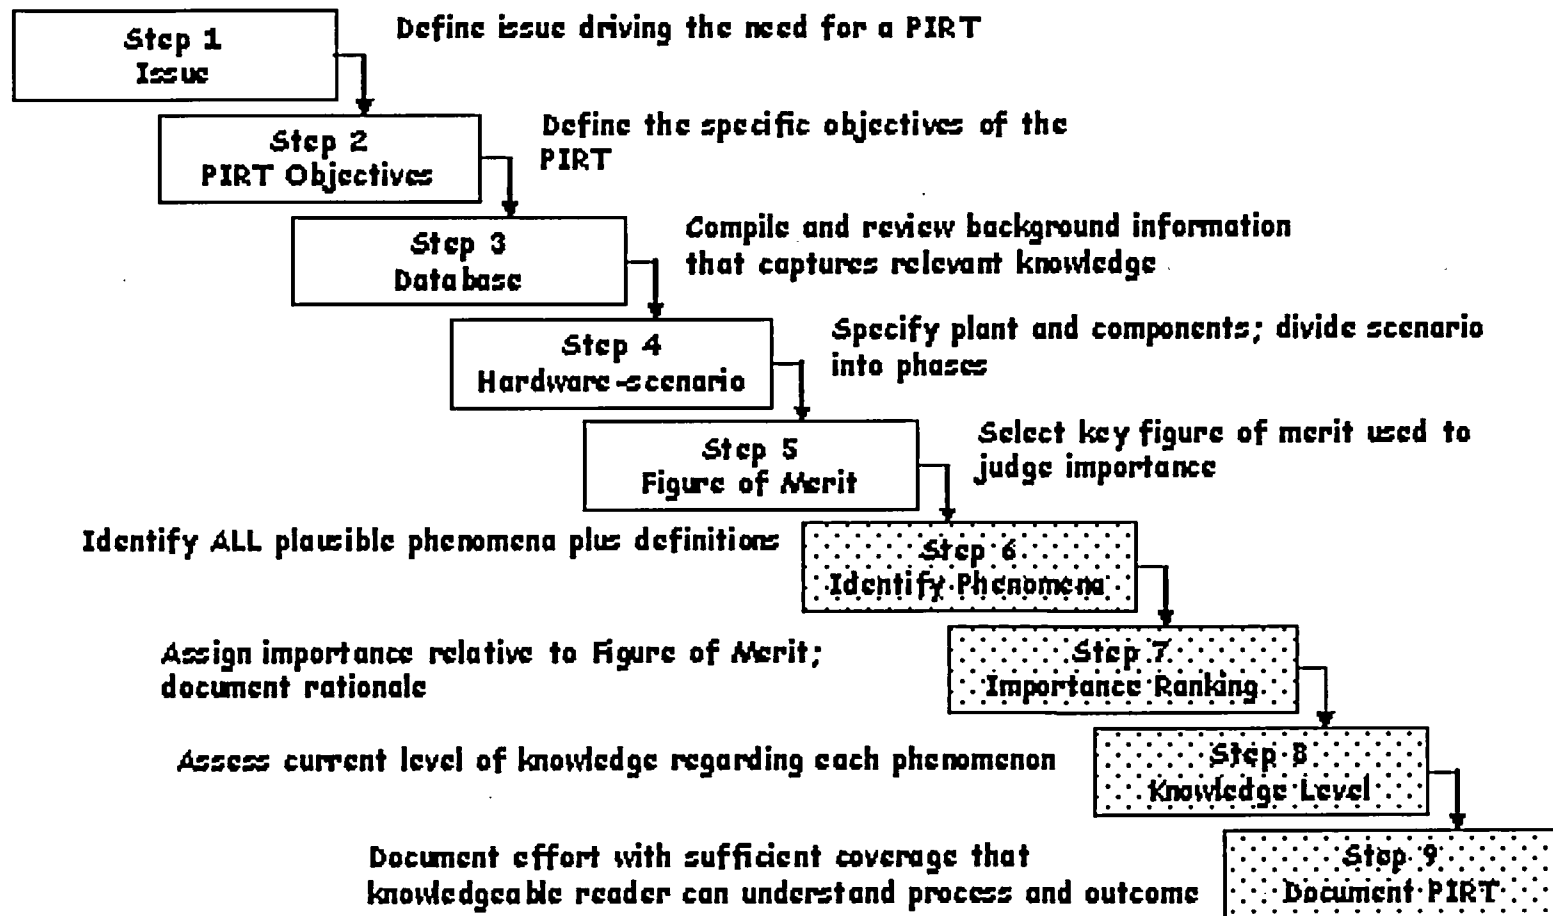 Step 1
Issue
Define issue driving the need for a PIRT
Step 2
PIRT Objectives
Define the specific objectives of the
PIRT
Step 3
Database
Compile and review background information
that captures relevant knowledge
Step 4
Hardware-scenario
Specify plant and components; divide scenario
into phases
Step 5
Figure of Merit
Select key figure of merit used to
judge importance
Identify ALL plausible phenomena plus definitions
Step 6
Identify Phenomena
Assign importance relative to Figure of Merit;
document rationale
Step 7
Importance Ranking
Assess current level of knowledge regarding each phenomenon
Step 8
Knowledge Level
Document effort with sufficient coverage that
knowledgeable reader can understand process and outcome
Step 9
Document PIRT